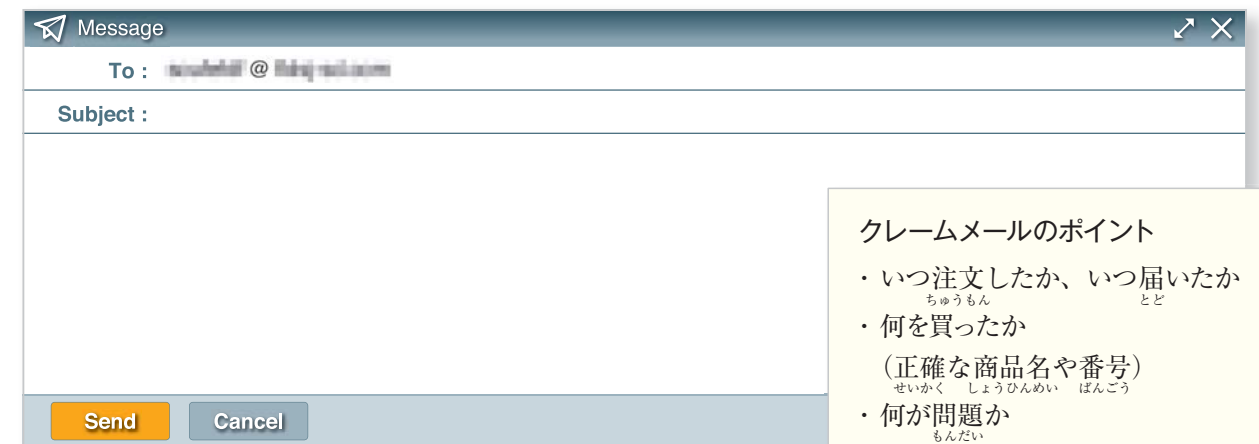 Message
To :
@
Subject :
クレームメールのポイント
・いつ注文したか、いつ届いたか
ちゅうもん とど
・何を買ったか
（正確な商品名や番号）
せいかく しょうひんめい ばんごう
・何が問題か
もんだい
Send Cancel